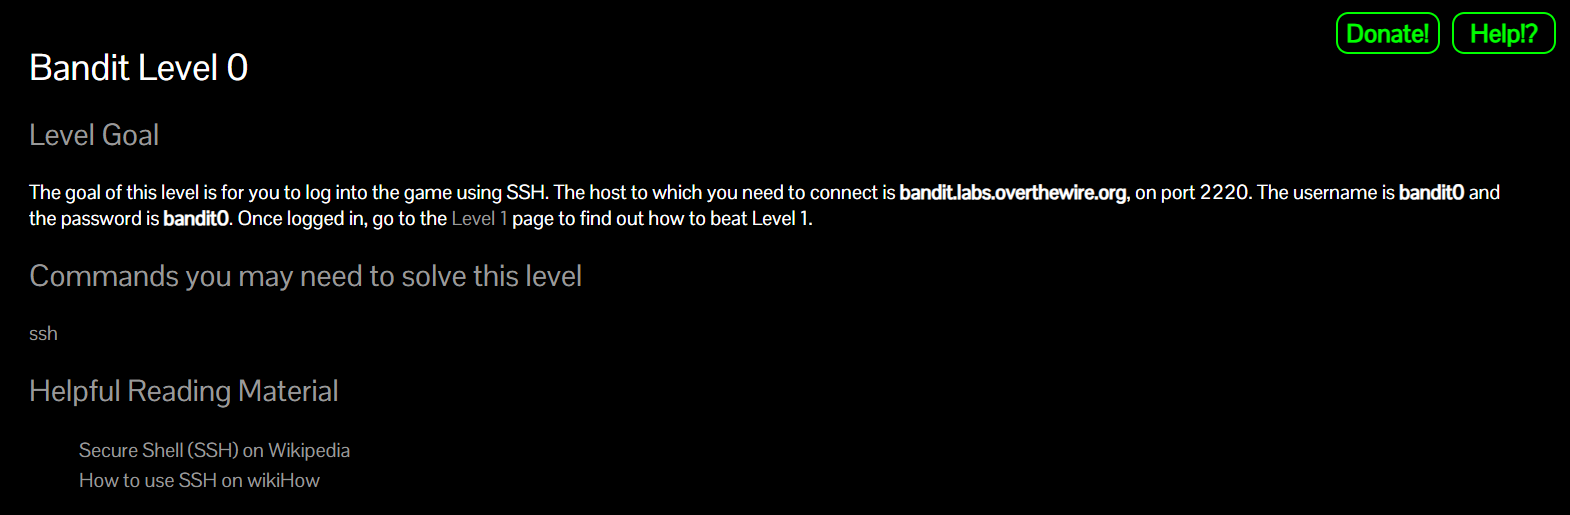 Donate! Help!?
Bandit Level 0
Level Goal
The goal of this level is for you to log into the game using SSH. The host to which you need to connect is bandit.labs.overthewire.org, on port 2220. The username is bandit0 and
the password is bandit0. Once logged in, go to the Level 1 page to find out how to beat Level 1.
Commands you may need to solve this level
ssh
Helpful Reading Material
Secure Shell (SSH) on Wikipedia
How to use SSH on wikiHow